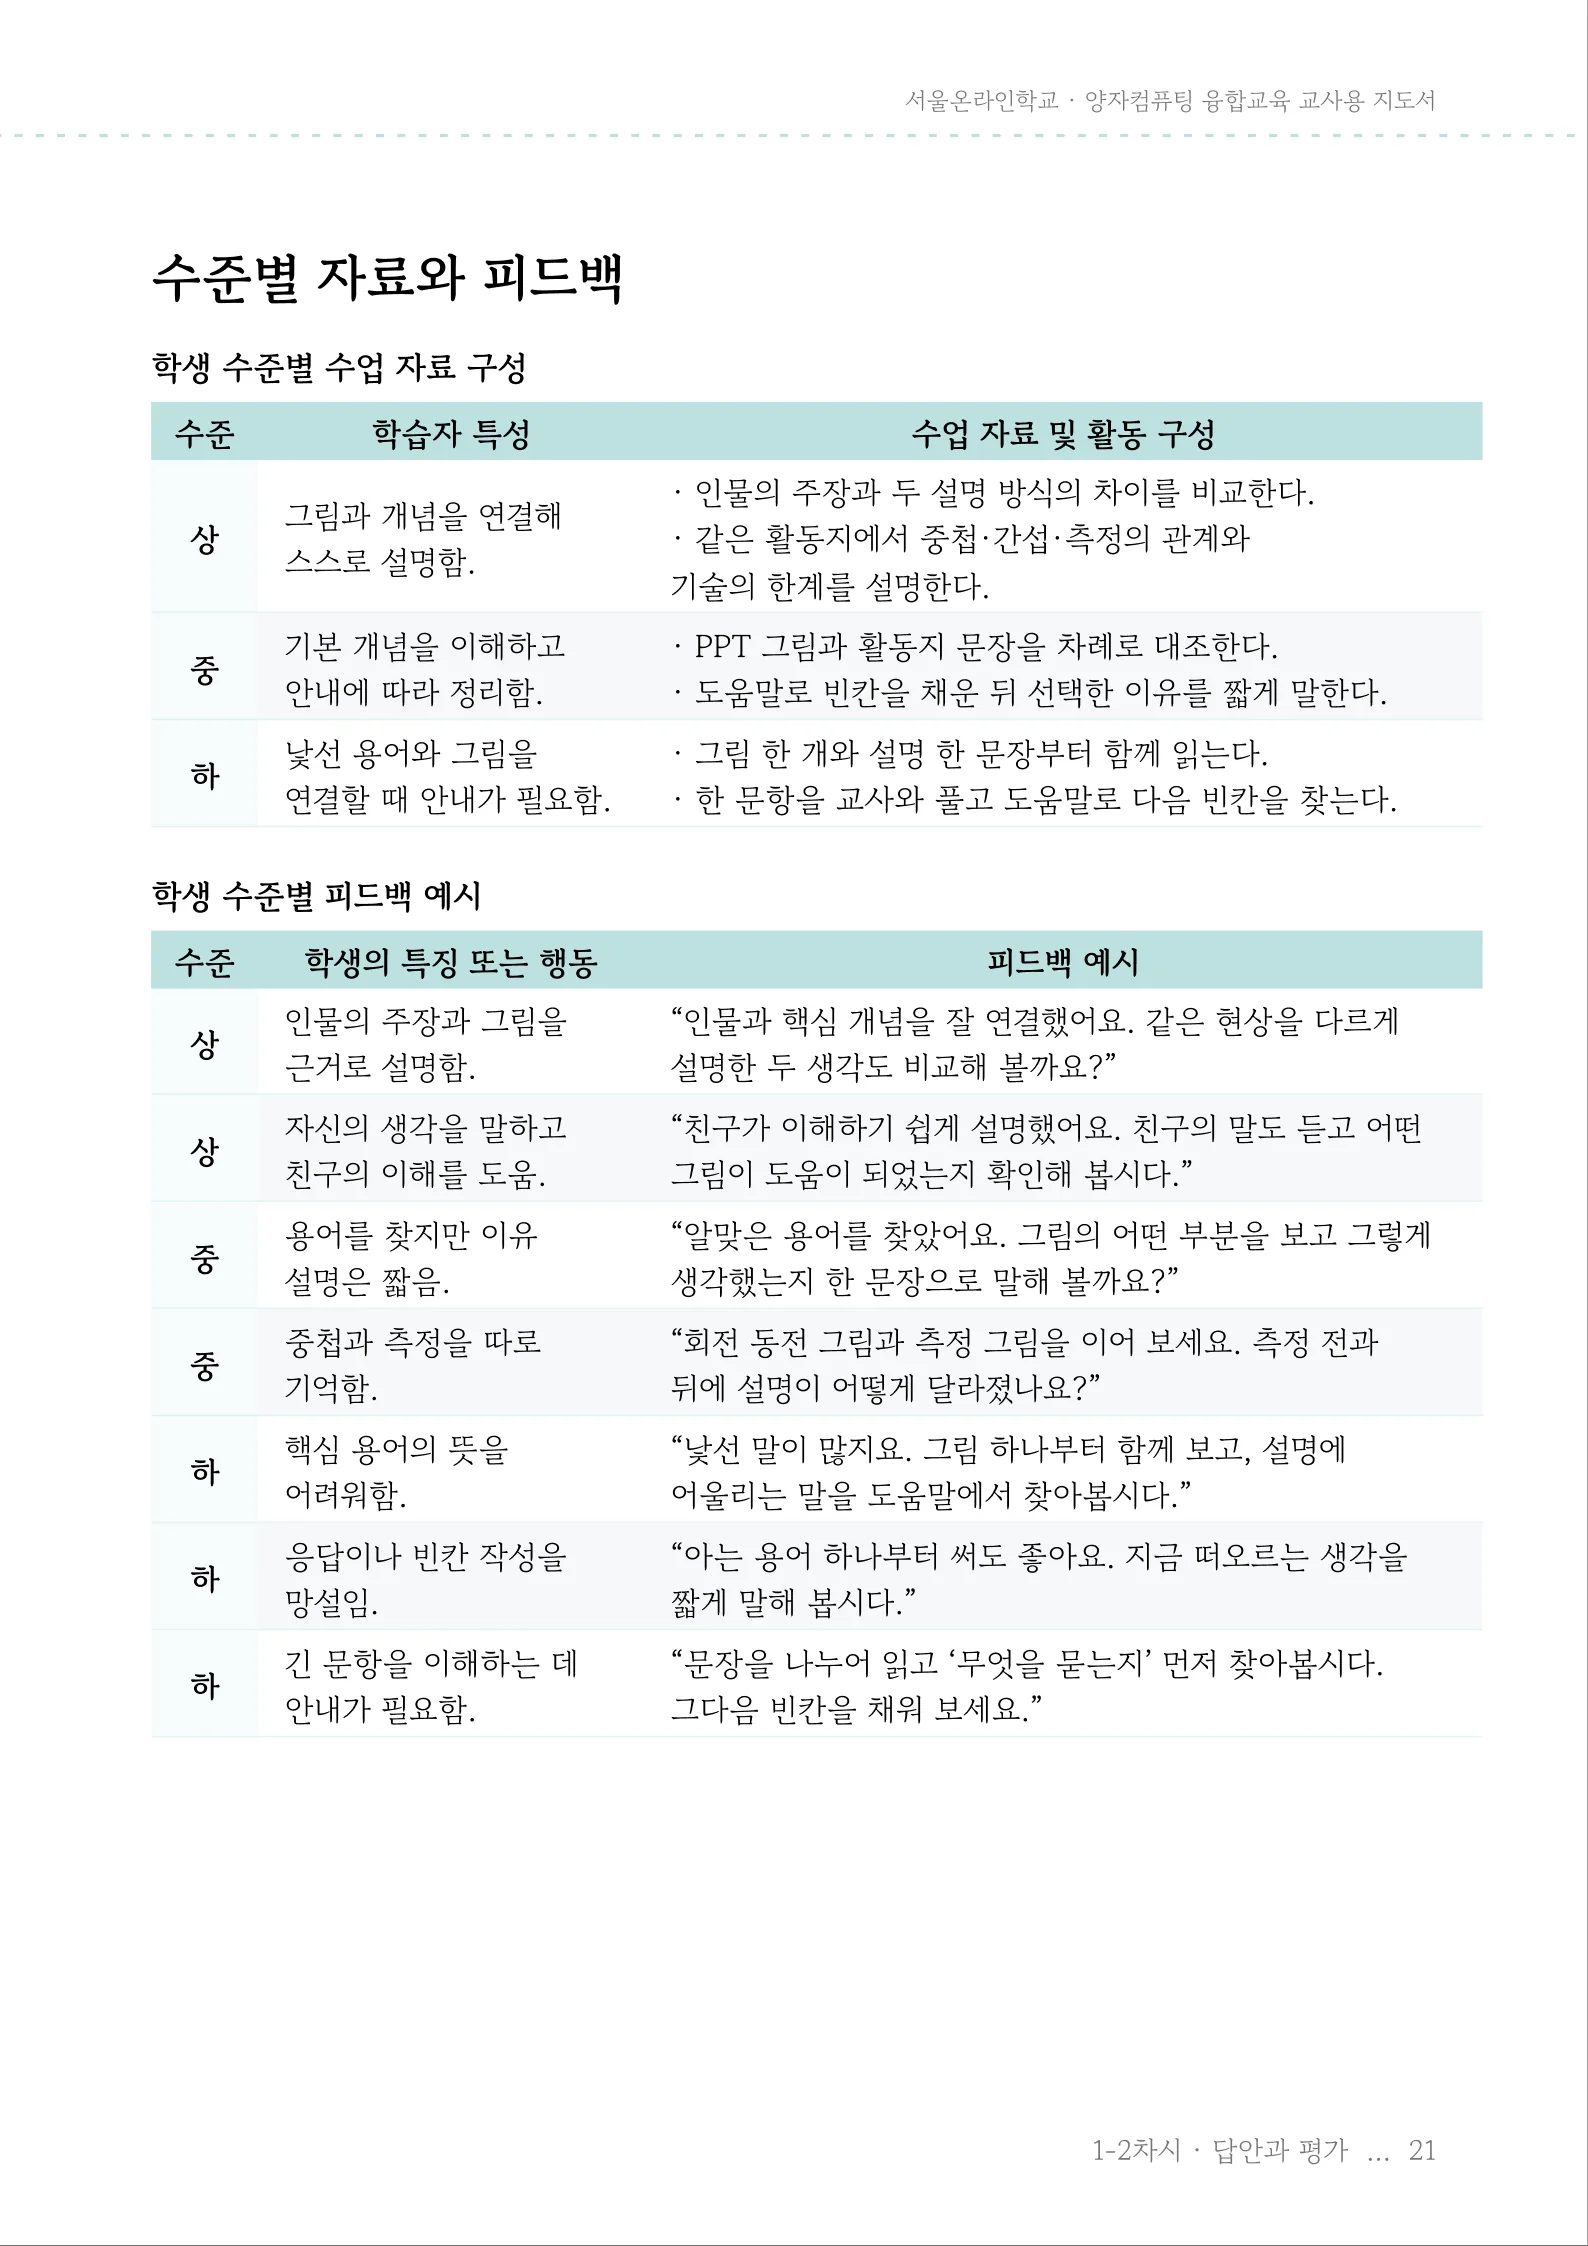 서울온라인학교 · 양자컴퓨팅 융합교육 교사용 지도서
수준별 자료와 피드백
학생 수준별 수업 자료 구성
수준 학습자 특성 수업 자료 및 활동 구성
상
그림과 개념을 연결해
스스로 설명함.
· 인물의 주장과 두 설명 방식의 차이를 비교한다.
· 같은 활동지에서 중첩·간섭·측정의 관계와
기술의 한계를 설명한다.
중
기본 개념을 이해하고
안내에 따라 정리함.
· PPT 그림과 활동지 문장을 차례로 대조한다.
· 도움말로 빈칸을 채운 뒤 선택한 이유를 짧게 말한다.
하
낯선 용어와 그림을
연결할 때 안내가 필요함.
· 그림 한 개와 설명 한 문장부터 함께 읽는다.
· 한 문항을 교사와 풀고 도움말로 다음 빈칸을 찾는다.
학생 수준별 피드백 예시
수준 학생의 특징 또는 행동 피드백 예시
상
인물의 주장과 그림을
근거로 설명함.
“인물과 핵심 개념을 잘 연결했어요. 같은 현상을 다르게
설명한 두 생각도 비교해 볼까요?”
상
자신의 생각을 말하고
친구의 이해를 도움.
“친구가 이해하기 쉽게 설명했어요. 친구의 말도 듣고 어떤
그림이 도움이 되었는지 확인해 봅시다.”
중
용어를 찾지만 이유
설명은 짧음.
“알맞은 용어를 찾았어요. 그림의 어떤 부분을 보고 그렇게
생각했는지 한 문장으로 말해 볼까요?”
중
중첩과 측정을 따로
기억함.
“회전 동전 그림과 측정 그림을 이어 보세요. 측정 전과
뒤에 설명이 어떻게 달라졌나요?”
하
핵심 용어의 뜻을
어려워함.
“낯선 말이 많지요. 그림 하나부터 함께 보고, 설명에
어울리는 말을 도움말에서 찾아봅시다.”
하
응답이나 빈칸 작성을
망설임.
“아는 용어 하나부터 써도 좋아요. 지금 떠오르는 생각을
짧게 말해 봅시다.”
하
긴 문항을 이해하는 데
안내가 필요함.
“문장을 나누어 읽고 ‘무엇을 묻는지’ 먼저 찾아봅시다.
그다음 빈칸을 채워 보세요.”
1-2차시 · 답안과 평가 ... 21